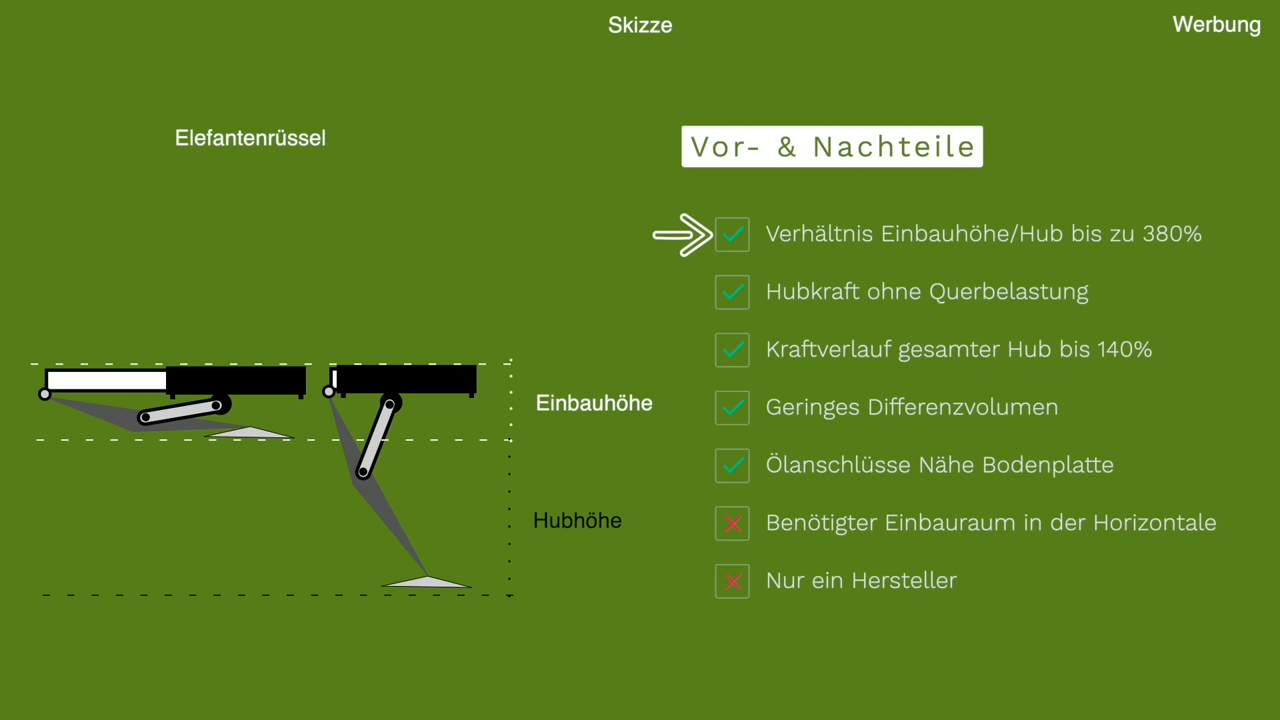 Skizze
Werbung
Elefantenrüssel
Vor- & Nachteile
Verhältnis Einbauhöhe/Hub bis zu 380%
Hubkraft ohne Querbelastung
Kraftverlauf gesamter Hub bis 140%
Einbauhöhe
Geringes Differenzvolumen
Ölanschlüsse Nähe Bodenplatte
Hubhöhe
Benötigter Einbauraum in der Horizontale
Nur ein Hersteller